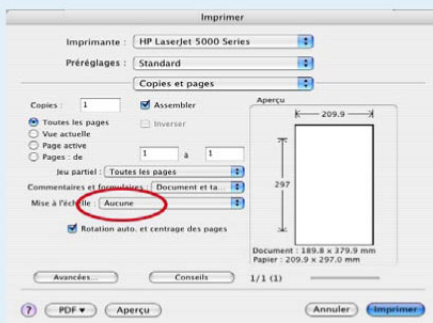 Imprimer
Imprimante : HP LaserJet 5000 Series
Préréglages : Standard
Copies et pages
Copies : 1 Assembler
Toutes les pages Inverser
Vue actuelle
Page active
Pages : de 1 à 1
Jeu partiel : Toutes les pages
Commentaires et formulaires : Document et ta...
Mise à l'échelle : Aucune
Rotation auto. et centrage des pages
Avancées... Conseils
Aperçu
209.9
297
Document : 189.8 x 379.9 mm
Papier : 209.9 x 297.0 mm
1/1 (1)
? PDF Aperçu Annuler Imprimer